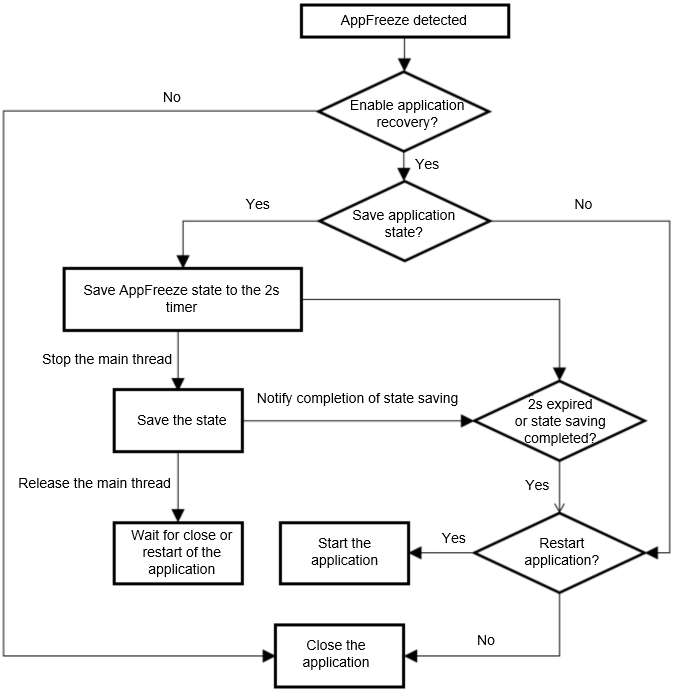 AppFreeze detected
No
Enable application
recovery?
Yes
Save application
state?
Yes
No
Save AppFreeze state to the 2s
timer
Stop the main thread
Save the state
Notify completion of state saving
2s expired
or state saving
completed?
Release the main thread
Yes
Wait for close or
restart of the
application
Start the
application
Yes
Restart
application?
No
Close the
application